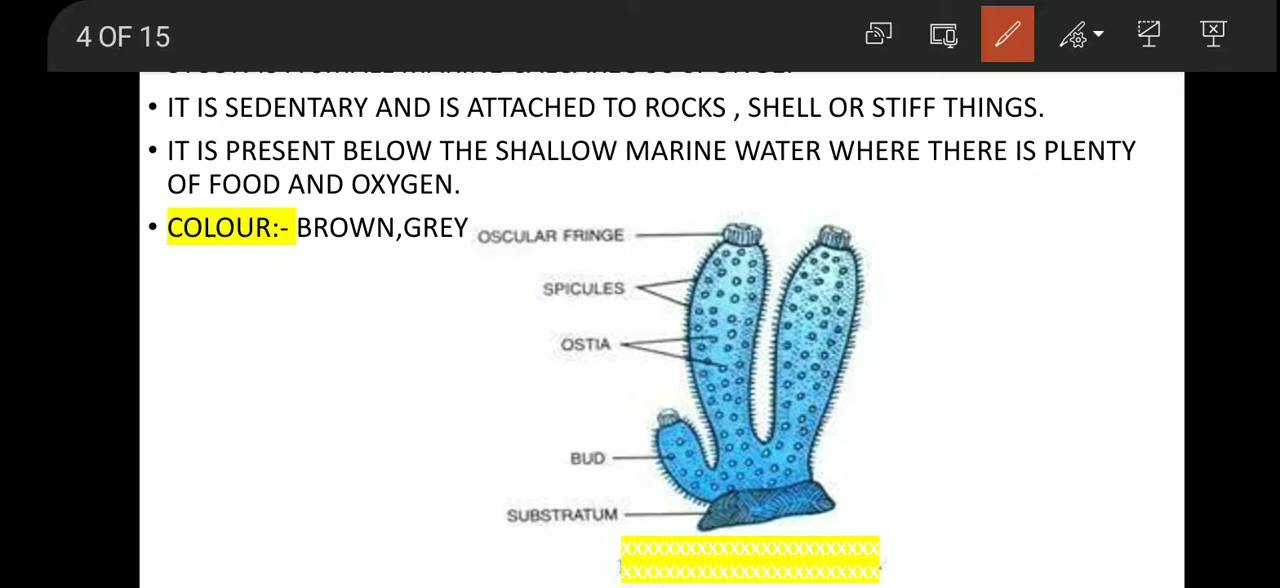 4 OF 15
• IT IS SEDENTARY AND IS ATTACHED TO ROCKS , SHELL OR STIFF THINGS.
• IT IS PRESENT BELOW THE SHALLOW MARINE WATER WHERE THERE IS PLENTY
OF FOOD AND OXYGEN.
• COLOUR:- BROWN,GREY
OSCULAR FRINGE
SPICULES
OSTIA
BUD
SUBSTRATUM
XXXXXXXXXXXXXXXXXXXXXXXX
XXXXXXXXXXXXXXXXXXXXXXXX